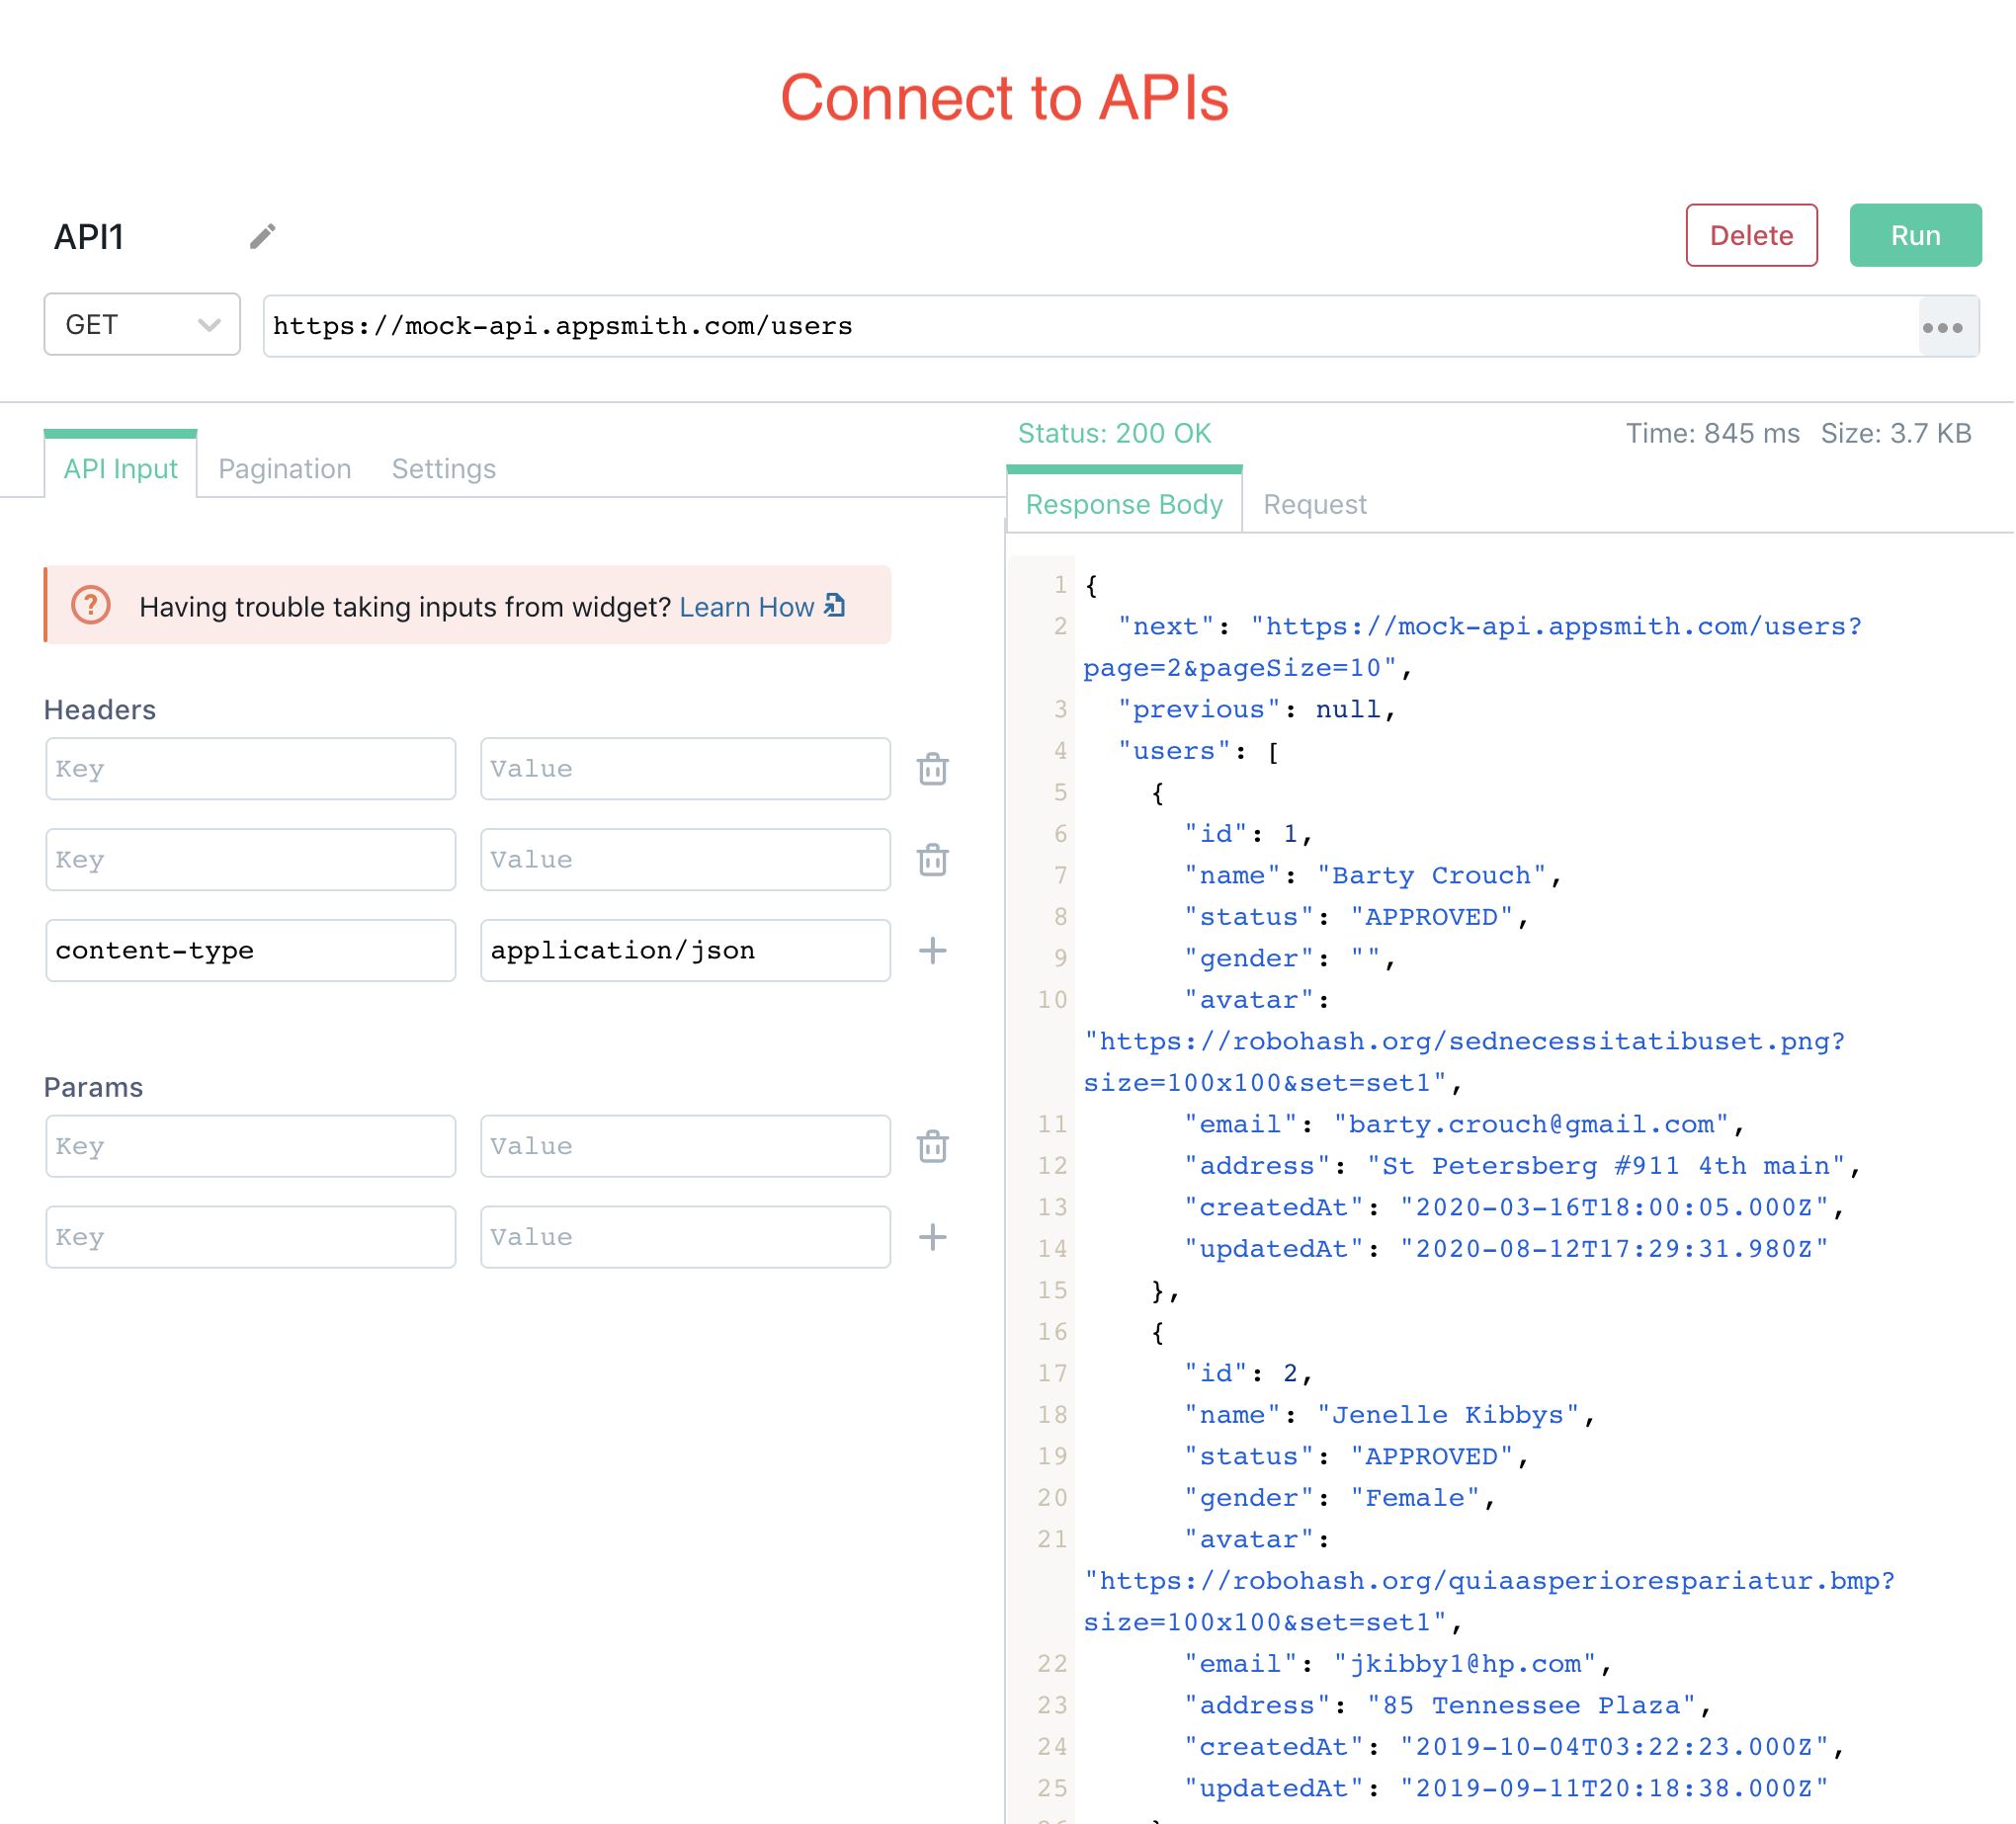 Connect to APIs
API1
Delete
Run
GET
https://mock-api.appsmith.com/users
API Input
Pagination
Settings
Having trouble taking inputs from widget? Learn How
Headers
Key
Value
Key
Value
content-type
application/json
Params
Key
Value
Key
Value
Status: 200 OK
Time: 845 ms
Size: 3.7 KB
Response Body
Request
1 {
2 "next": "https://mock-api.appsmith.com/users?
page=2&pageSize=10",
3 "previous": null,
4 "users": [
5 {
6 "id": 1,
7 "name": "Barty Crouch",
8 "status": "APPROVED",
9 "gender": "",
10 "avatar":
"https://robohash.org/sednecessitatibuset.png?
size=100x100&set=set1",
11 "email": "barty.crouch@gmail.com",
12 "address": "St Petersberg #911 4th main",
13 "createdAt": "2020-03-16T18:00:05.000Z",
14 "updatedAt": "2020-08-12T17:29:31.980Z"
15 },
16 {
17 "id": 2,
18 "name": "Jenelle Kibbys",
19 "status": "APPROVED",
20 "gender": "Female",
21 "avatar":
"https://robohash.org/quiaasperiorespariatur.bmp?
size=100x100&set=set1",
22 "email": "jkibby1@hp.com",
23 "address": "85 Tennessee Plaza",
24 "createdAt": "2019-10-04T03:22:23.000Z",
25 "updatedAt": "2019-09-11T20:18:38.000Z"